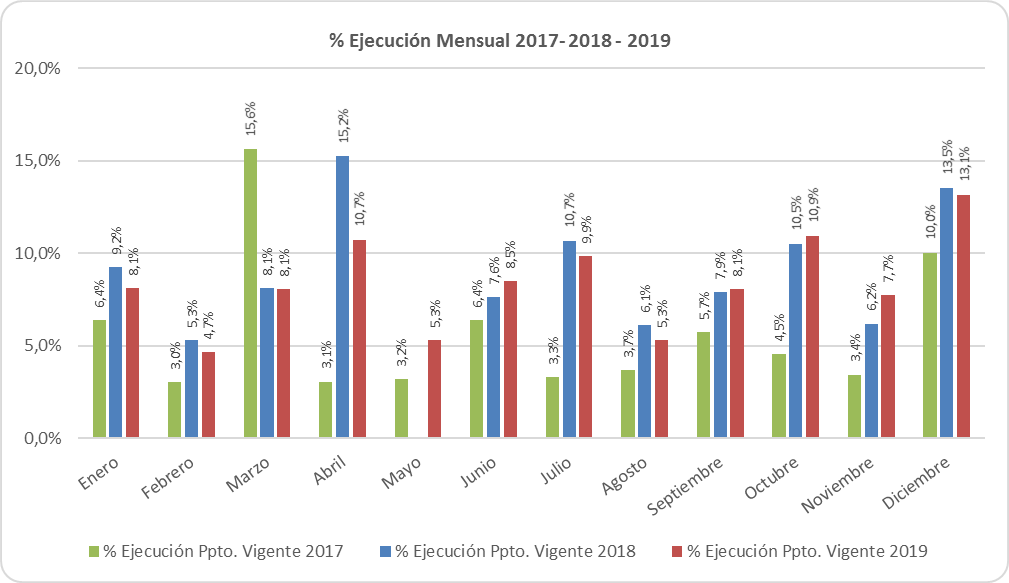 % Ejecución Mensual 2017- 2018 - 2019
20,0%
15,0%
10,0%
5,0%
0,0%
6,4%
9,2%
8,1%
3,0%
5,3%
4,7%
15,6%
8,1%
8,1%
3,1%
15,2%
10,7%
3,2%
5,3%
6,4%
7,6%
8,5%
3,3%
10,7%
9,9%
3,7%
6,1%
5,3%
5,7%
7,9%
8,1%
4,5%
10,5%
10,9%
3,4%
6,2%
7,7%
10,0%
13,5%
13,1%
Enero
Febrero
Marzo
Abril
Mayo
Junio
Julio
Agosto
Septiembre
Octubre
Noviembre
Diciembre
% Ejecución Ppto. Vigente 2017
% Ejecución Ppto. Vigente 2018
% Ejecución Ppto. Vigente 2019